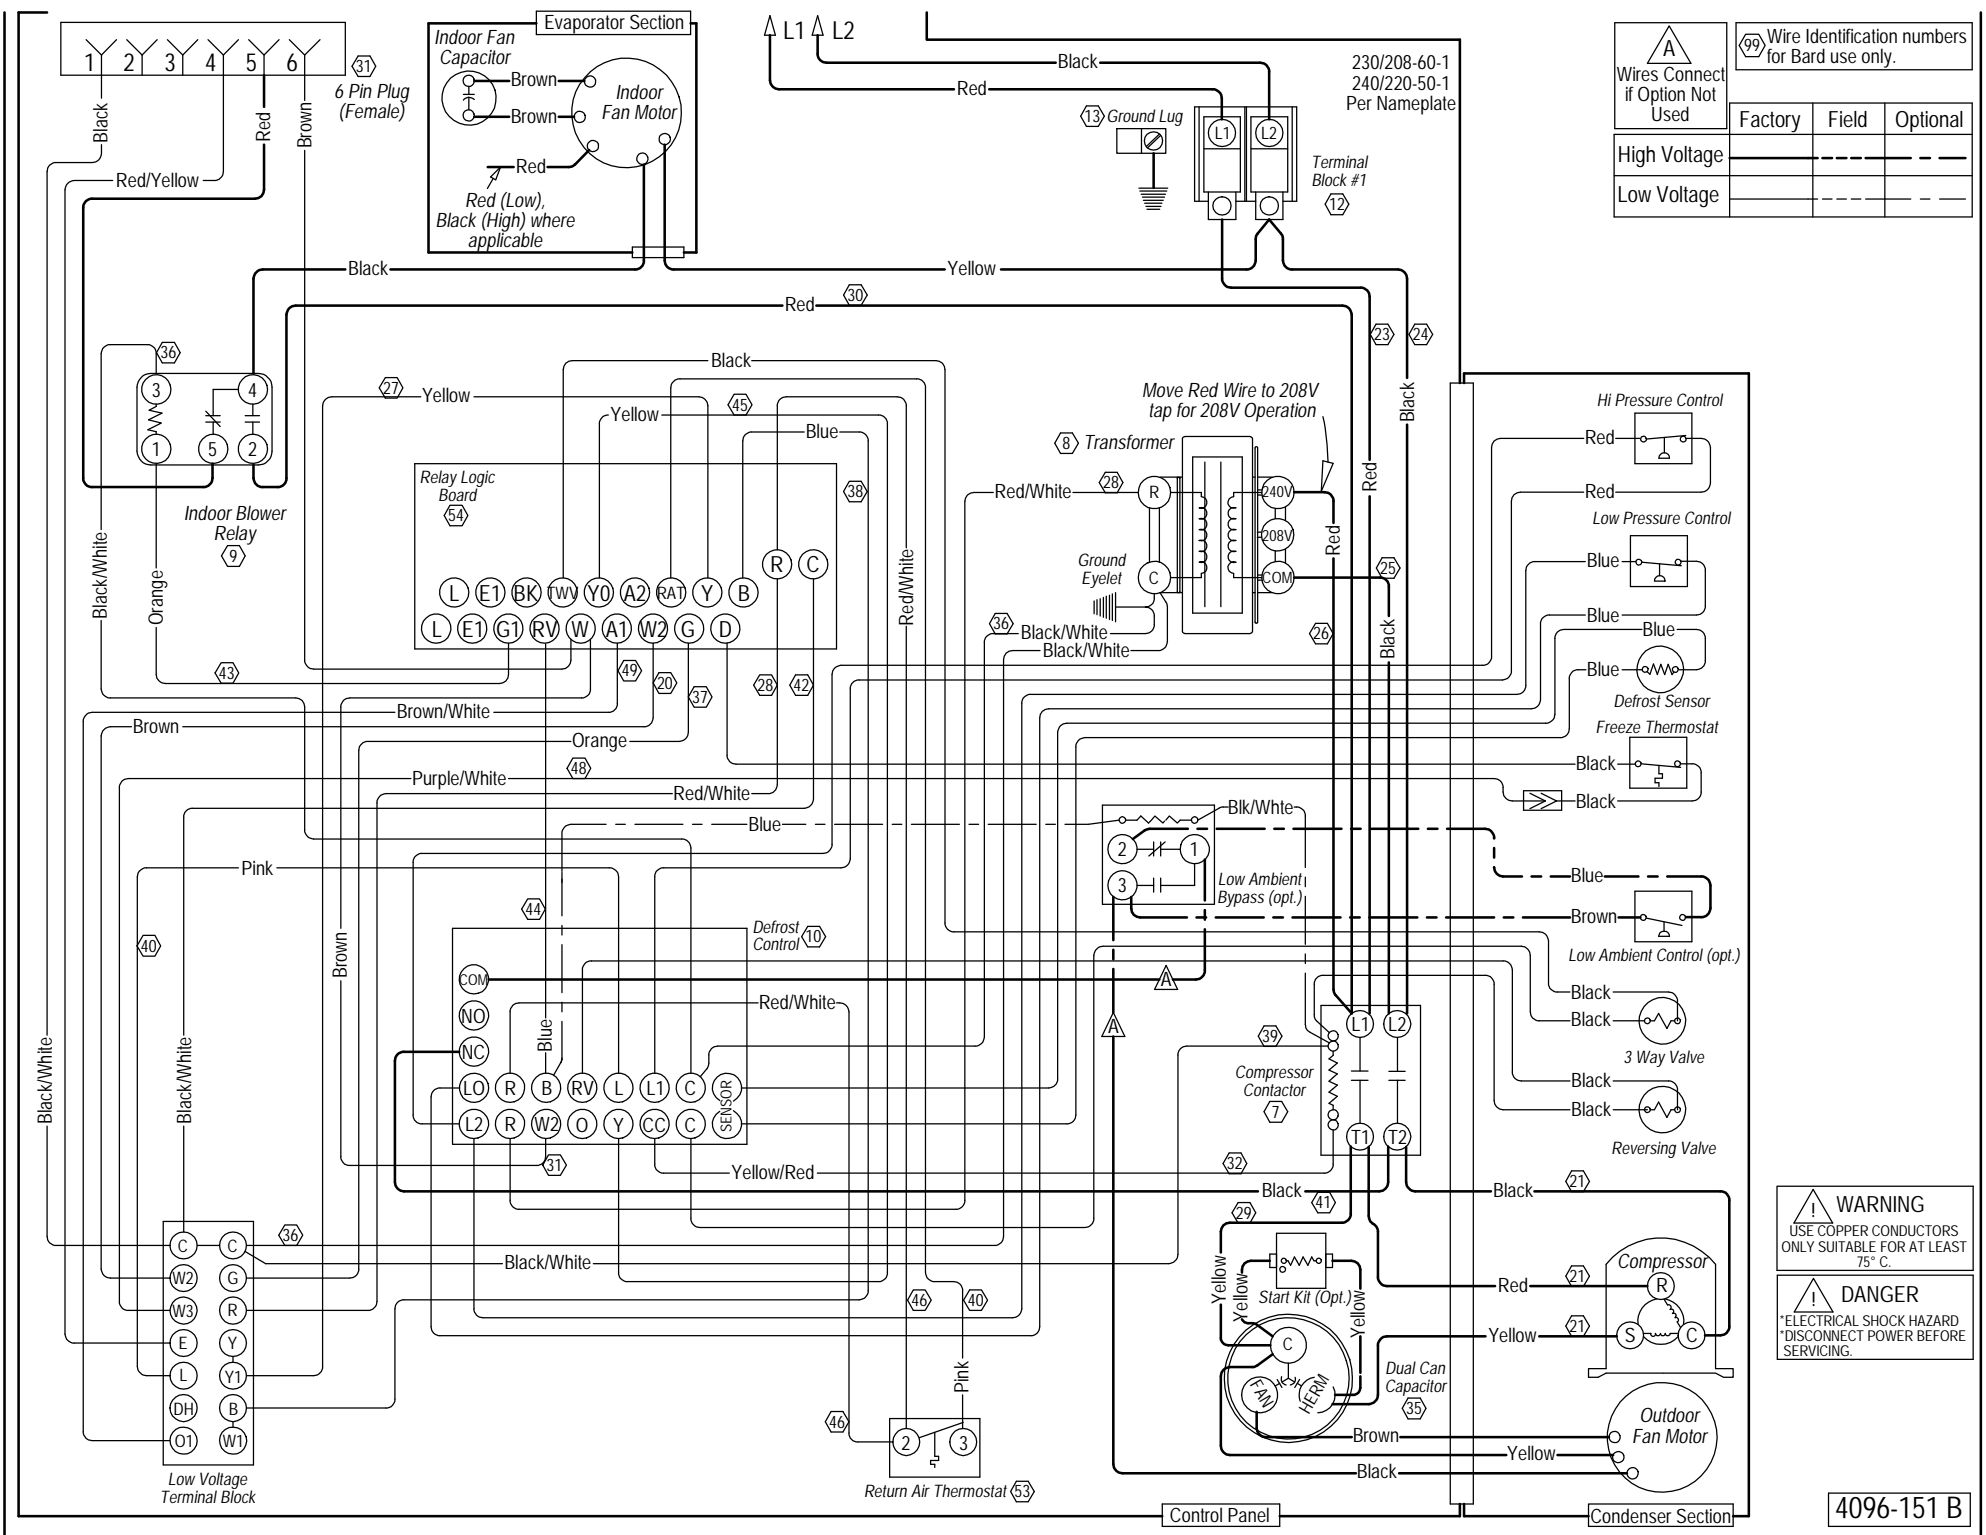 Evaporator Section
L1
L2
1
2
3
4
5
6
31
6 Pin Plug
(Female)
Indoor Fan
Capacitor
Brown
Brown
Indoor
Fan Motor
Red
Red (Low),
Black (High) where
applicable
Black
Red
230/208-60-1
240/220-50-1
Per Nameplate
13
Ground Lug
L1
L2
Terminal
Block #1
12
A
Wires Connect
if Option Not
Used
99
Wire Identification numbers
for Bard use only.
Factory
Field
Optional
High Voltage
Low Voltage
Black
Red/Yellow
Red
Brown
Black
Yellow
Red
30
23
24
36
3
4
1
5
2
Indoor Blower
Relay
9
Black/White
Orange
43
27
Yellow
Black
45
Yellow
Blue
Relay Logic
Board
54
38
L
E1
BK
TWV
Y0
A2
RAT
Y
B
R
C
L
E1
G1
RV
W
A1
W2
G
D
Red/White
49
20
37
28
42
Move Red Wire to 208V
tap for 208V Operation
8
Transformer
Red/White
28
R
240V
208V
C
COM
Ground
Eyelet
36
Black/White
Black/White
Red
Red
Black
25
26
Black
Hi Pressure Control
Red
Red
Low Pressure Control
Blue
Blue
Blue
Blue
Defrost Sensor
Freeze Thermostat
Black
Black
Brown/White
Brown
Orange
48
Purple/White
Red/White
Blue
Blk/Whte
2
1
3
Low Ambient
Bypass (opt.)
Blue
Brown
Low Ambient Control (opt.)
Pink
40
44
Brown
Defrost
Control
10
COM
NO
NC
LO
R
B
RV
L
L1
C
SENSOR
L2
R
W2
O
Y
CC
C
Blue
Red/White
31
Yellow/Red
A
A
39
Compressor
Contactor
7
L1
L2
T1
T2
Black
Black
3 Way Valve
Black
Black
Reversing Valve
32
Black
41
Black
21
29
Black/White
Black/White
C
C
36
W2
G
W3
R
E
Y
L
Y1
DH
B
O1
W1
Low Voltage
Terminal Block
Black/White
46
40
Pink
46
2
3
Return Air Thermostat
53
Yellow
Yellow
Yellow
Start Kit (Opt.)
C
FAN
HERM
Dual Can
Capacitor
35
Red
21
Yellow
21
Compressor
R
S
C
Brown
Yellow
Black
Outdoor
Fan Motor
!
WARNING
USE COPPER CONDUCTORS
ONLY SUITABLE FOR AT LEAST
75° C.
!
DANGER
*ELECTRICAL SHOCK HAZARD
*DISCONNECT POWER BEFORE
SERVICING.
Control Panel
Condenser Section
4096-151 B